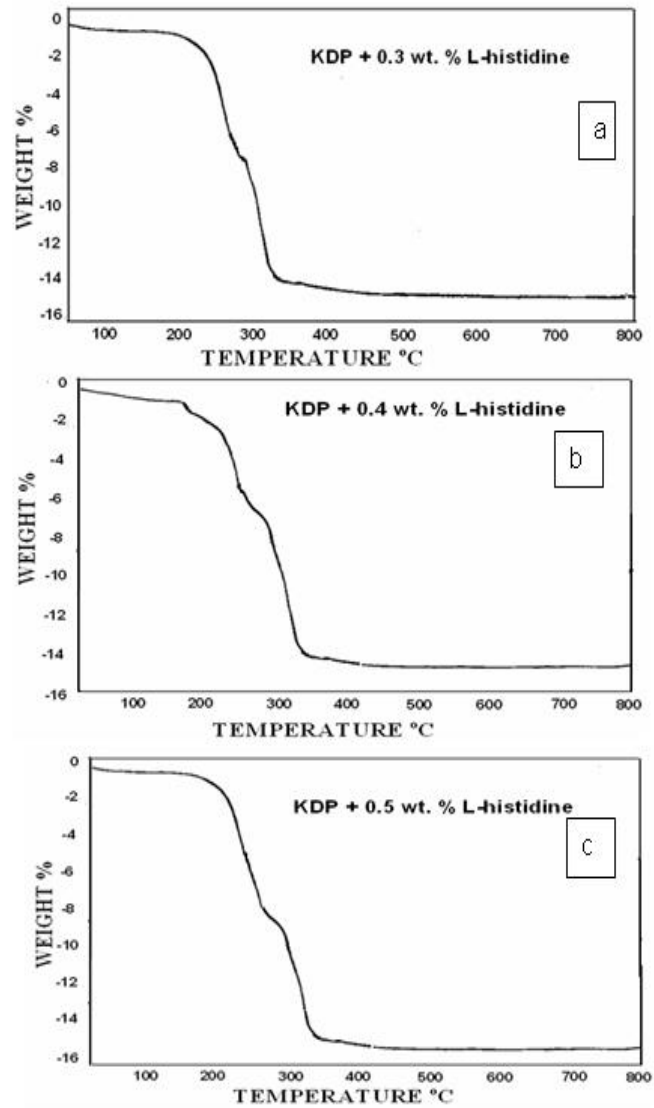 0
KDP + 0.3 wt. % L-histidine
-2
-4
a
-6
WEIGHT %
-8
-10
-12
-14
-16
100 200 300 400 500 600 700 800
TEMPERATURE ºC
0
KDP + 0.4 wt. % L-histidine
-2
-4
b
-6
WEIGHT %
-8
-10
-12
-14
-16
100 200 300 400 500 600 700 800
TEMPERATURE ºC
0
-2
KDP + 0.5 wt. % L-histidine
-4
c
-6
WEIGHT %
-8
-10
-12
-14
-16
100 200 300 400 500 600 700 800
TEMPERATURE ºC